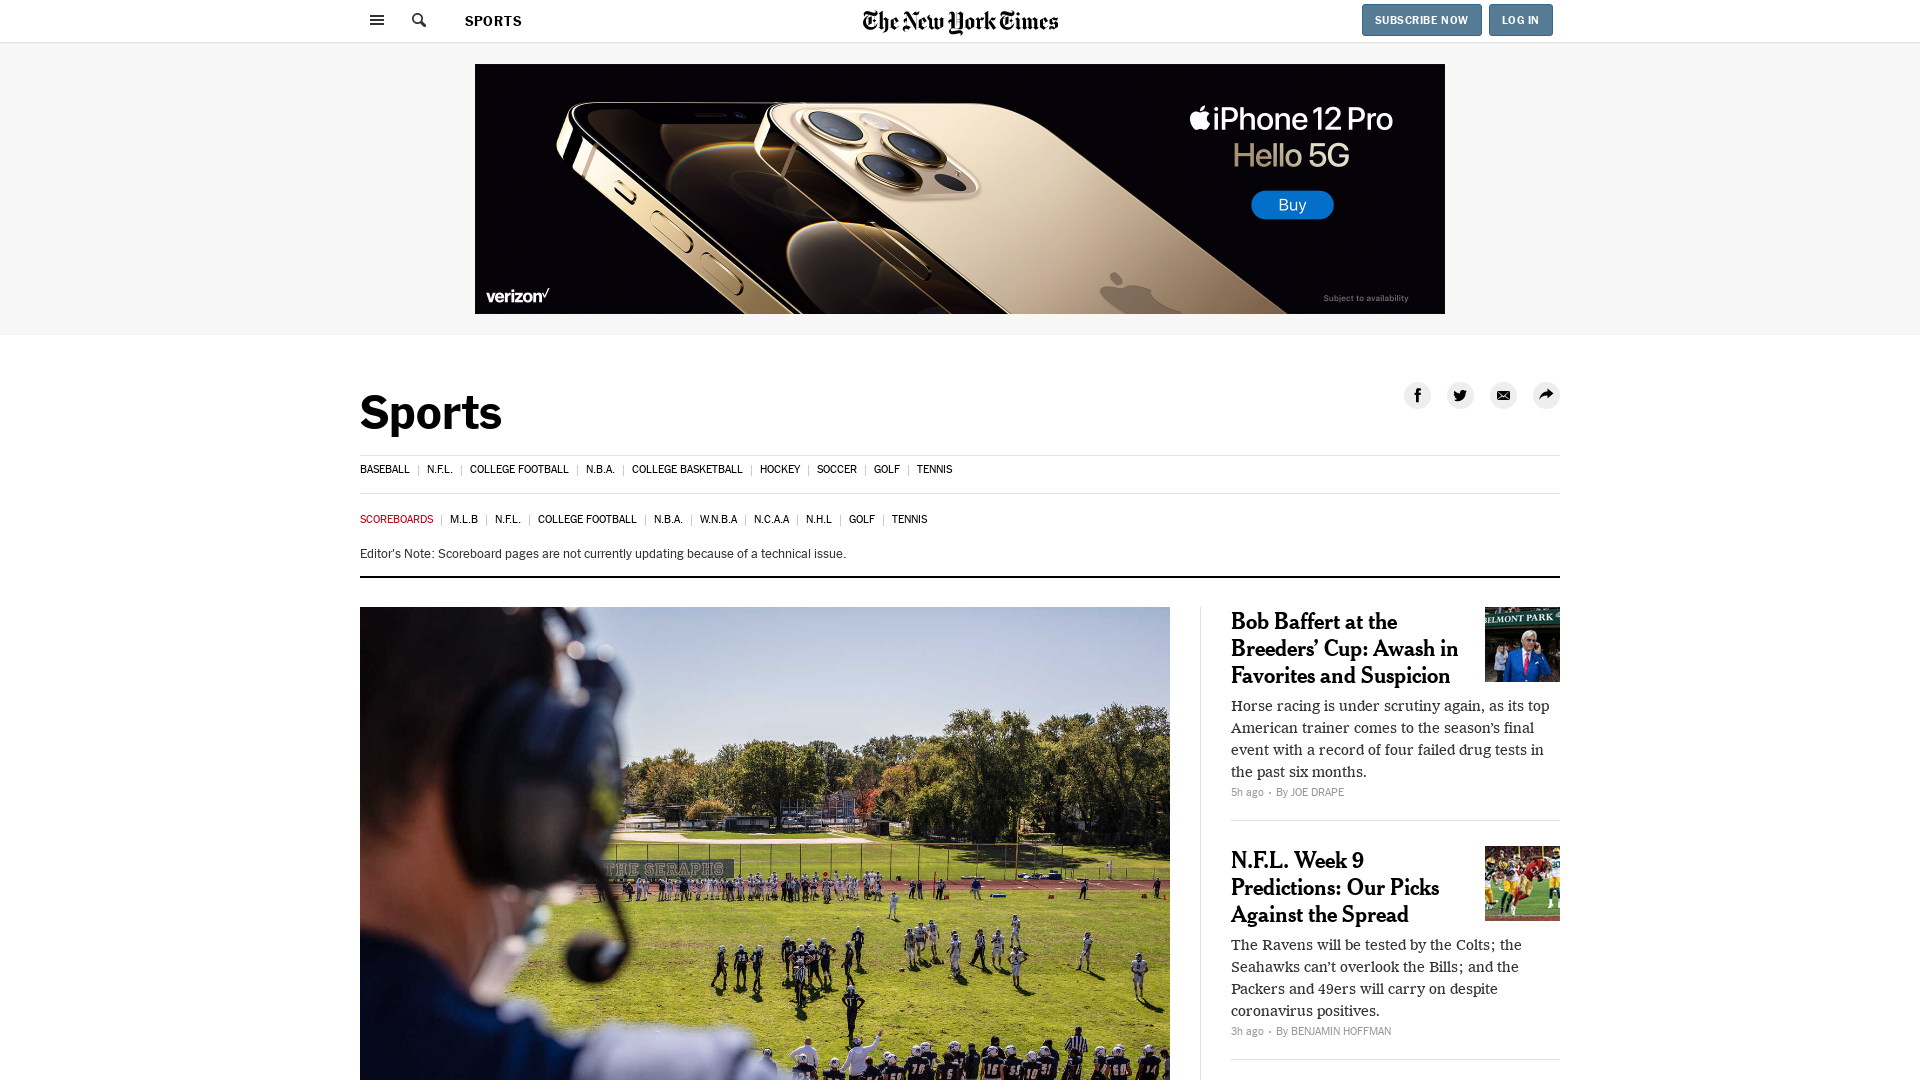 SPORTS
The New York Times
SUBSCRIBE NOW
LOG IN
iPhone 12 Pro
Hello 5G
Buy
verizon✓
Subject to availability
Sports
BASEBALL
N.F.L.
COLLEGE FOOTBALL
N.B.A.
COLLEGE BASKETBALL
HOCKEY
SOCCER
GOLF
TENNIS
SCOREBOARDS
M.L.B
N.F.L.
COLLEGE FOOTBALL
N.B.A.
W.N.B.A
N.C.A.A
N.H.L
GOLF
TENNIS
Editor's Note: Scoreboard pages are not currently updating because of a technical issue.
THE SERAPHS
Bob Baffert at the
Breeders’ Cup: Awash in
Favorites and Suspicion
BELMONT PARK
Horse racing is under scrutiny again, as its top
American trainer comes to the season’s final
event with a record of four failed drug tests in
the past six months.
5h ago • By JOE DRAPE
N.F.L. Week 9
Predictions: Our Picks
Against the Spread
The Ravens will be tested by the Colts; the
Seahawks can’t overlook the Bills; and the
Packers and 49ers will carry on despite
coronavirus positives.
3h ago • By BENJAMIN HOFFMAN